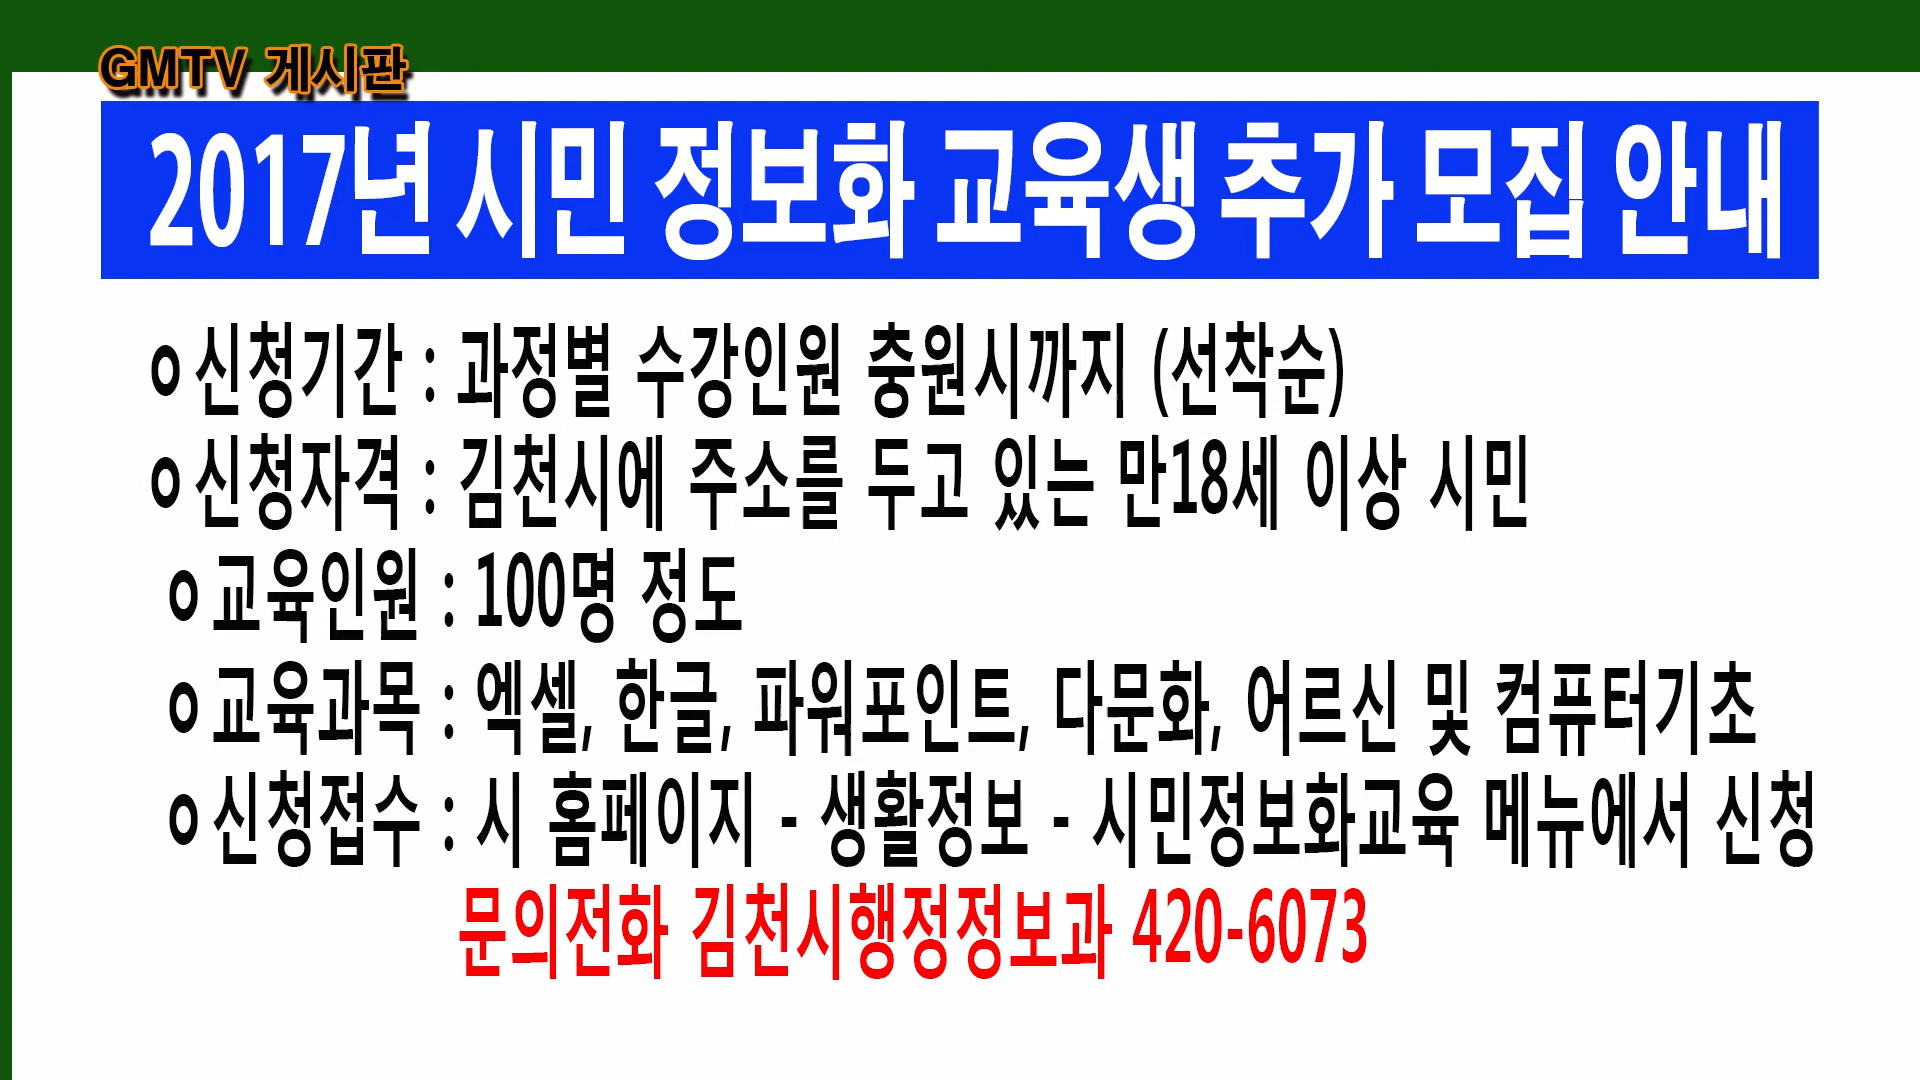 GMTV 게시판
2017년 시민 정보화 교육생 추가 모집 안내
ㅇ신청기간 : 과정별 수강인원 충원시까지 (선착순)
ㅇ신청자격 : 김천시에 주소를 두고 있는 만18세 이상 시민
ㅇ교육인원 : 100명 정도
ㅇ교육과목 : 엑셀, 한글, 파워포인트, 다문화, 어르신 및 컴퓨터기초
ㅇ신청접수 : 시 홈페이지 - 생활정보 - 시민정보화교육 메뉴에서 신청
문의전화 김천시행정정보과 420-6073